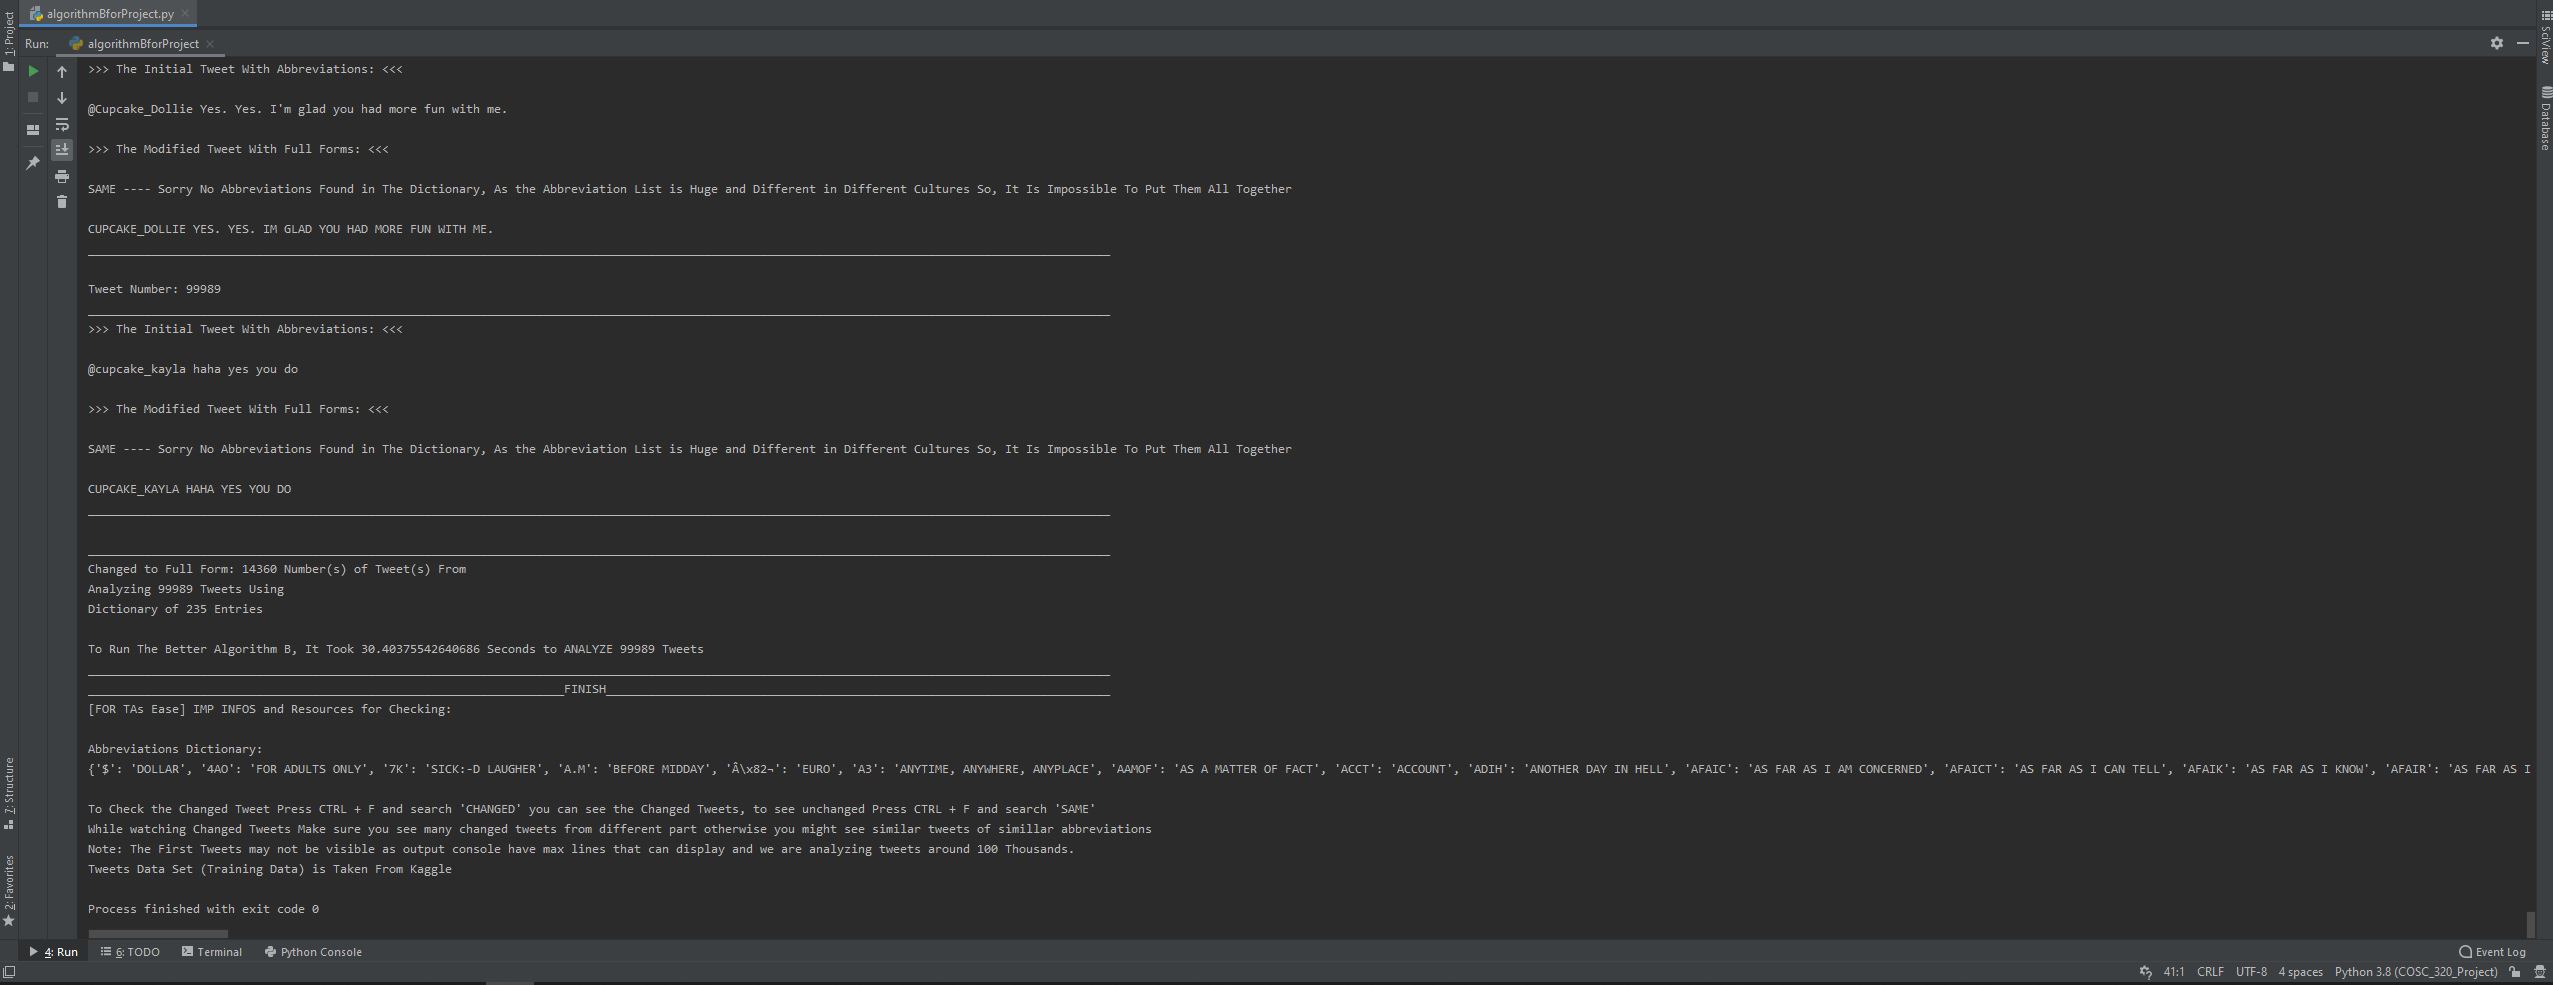 algorithmBforProject.py
Run: algorithmBforProject
>>> The Initial Tweet With Abbreviations: <<<
@Cupcake_Dollie Yes. Yes. I'm glad you had more fun with me.
>>> The Modified Tweet With Full Forms: <<<
SAME ---- Sorry No Abbreviations Found in The Dictionary, As the Abbreviation List is Huge and Different in Different Cultures So, It Is Impossible To Put Them All Together
CUPCAKE_DOLLIE YES. YES. IM GLAD YOU HAD MORE FUN WITH ME.
Tweet Number: 99989
>>> The Initial Tweet With Abbreviations: <<<
@cupcake_kayla haha yes you do
>>> The Modified Tweet With Full Forms: <<<
SAME ---- Sorry No Abbreviations Found in The Dictionary, As the Abbreviation List is Huge and Different in Different Cultures So, It Is Impossible To Put Them All Together
CUPCAKE_KAYLA HAHA YES YOU DO
Changed to Full Form: 14360 Number(s) of Tweet(s) From
Analyzing 99989 Tweets Using
Dictionary of 235 Entries
To Run The Better Algorithm B, It Took 30.40375542640686 Seconds to ANALYZE 99989 Tweets
FINISH
[FOR TAs Ease] IMP INFOS and Resources for Checking:
Abbreviations Dictionary:
{'$': 'DOLLAR', '4AO': 'FOR ADULTS ONLY', '7K': 'SICK:-D LAUGHER', 'A.M': 'BEFORE MIDDAY', 'Â\x82¬': 'EURO', 'A3': 'ANYTIME, ANYWHERE, ANYPLACE', 'AAMOF': 'AS A MATTER OF FACT', 'ACCT': 'ACCOUNT', 'ADIH': 'ANOTHER DAY IN HELL', 'AFAIC': 'AS FAR AS I AM CONCERNED', 'AFAICT': 'AS FAR AS I CAN TELL', 'AFAIK': 'AS FAR AS I KNOW', 'AFAIR': 'AS FAR AS I
To Check the Changed Tweet Press CTRL + F and search 'CHANGED' you can see the Changed Tweets, to see unchanged Press CTRL + F and search 'SAME'
While watching Changed Tweets Make sure you see many changed tweets from different part otherwise you might see similar tweets of simillar abbreviations
Note: The First Tweets may not be visible as output console have max lines that can display and we are analyzing tweets around 100 Thousands.
Tweets Data Set (Training Data) is Taken From Kaggle
Process finished with exit code 0
1: Project
7: Structure
2: Favorites
SciView
Database
4: Run 6: TODO Terminal Python Console
Event Log
41:1 CRLF UTF-8 4 spaces Python 3.8 (COSC_320_Project)